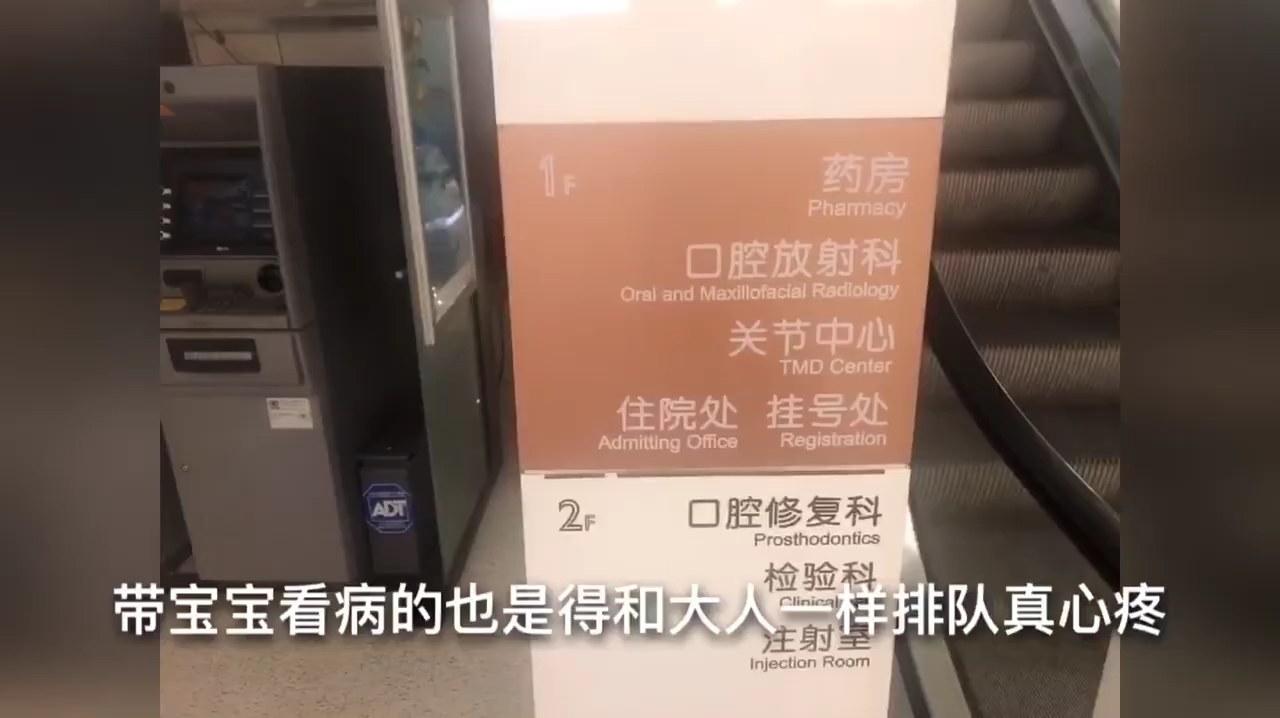 1F
药房
Pharmacy
口腔放射科
Oral and Maxillofacial Radiology
关节中心
TMD Center
住院处 挂号处
Admitting Office Registration
2F
口腔修复科
Prosthodontics
检验科
Clinical
注射室
Injection Room
ADT
带宝宝看病的也是得和大人一样排队真心疼